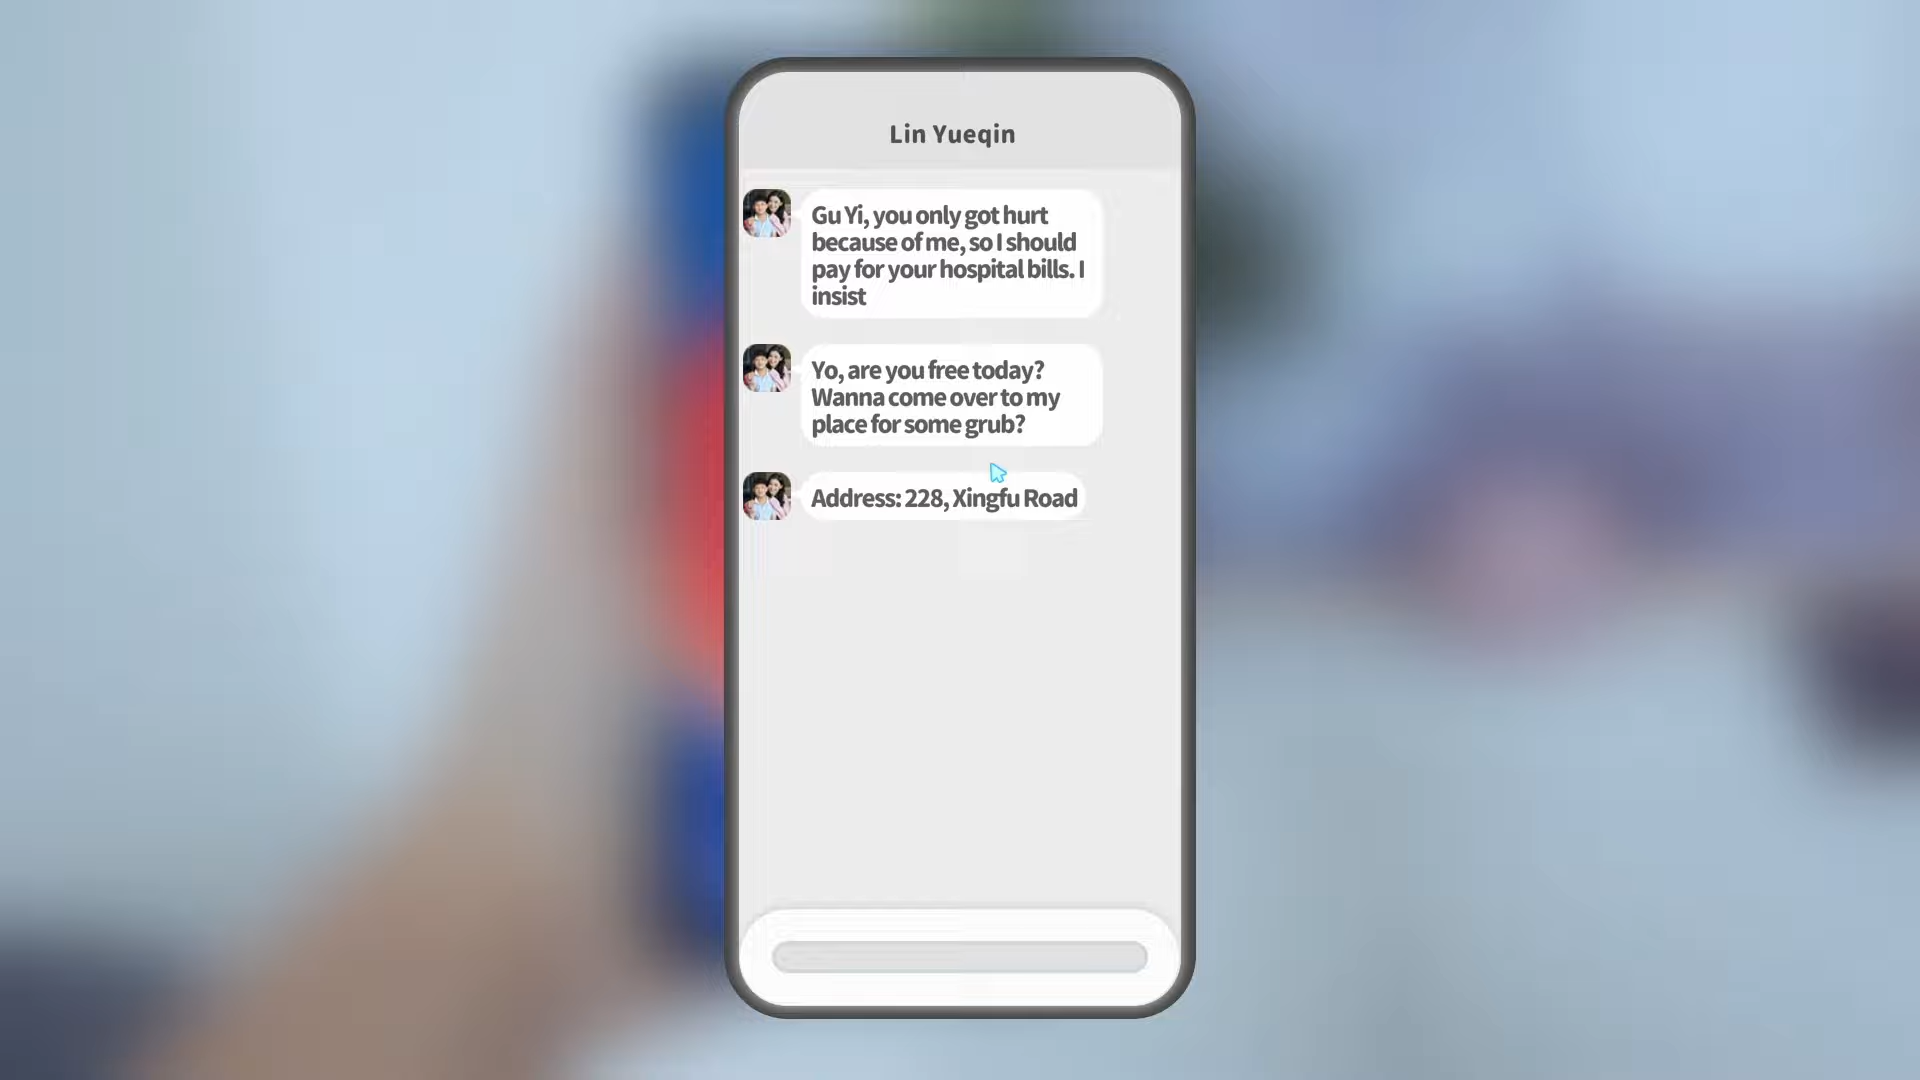 Lin Yueqin
Gu Yi, you only got hurt
because of me, so I should
pay for your hospital bills. I
insist
Yo, are you free today?
Wanna come over to my
place for some grub?
Address: 228, Xingfu Road